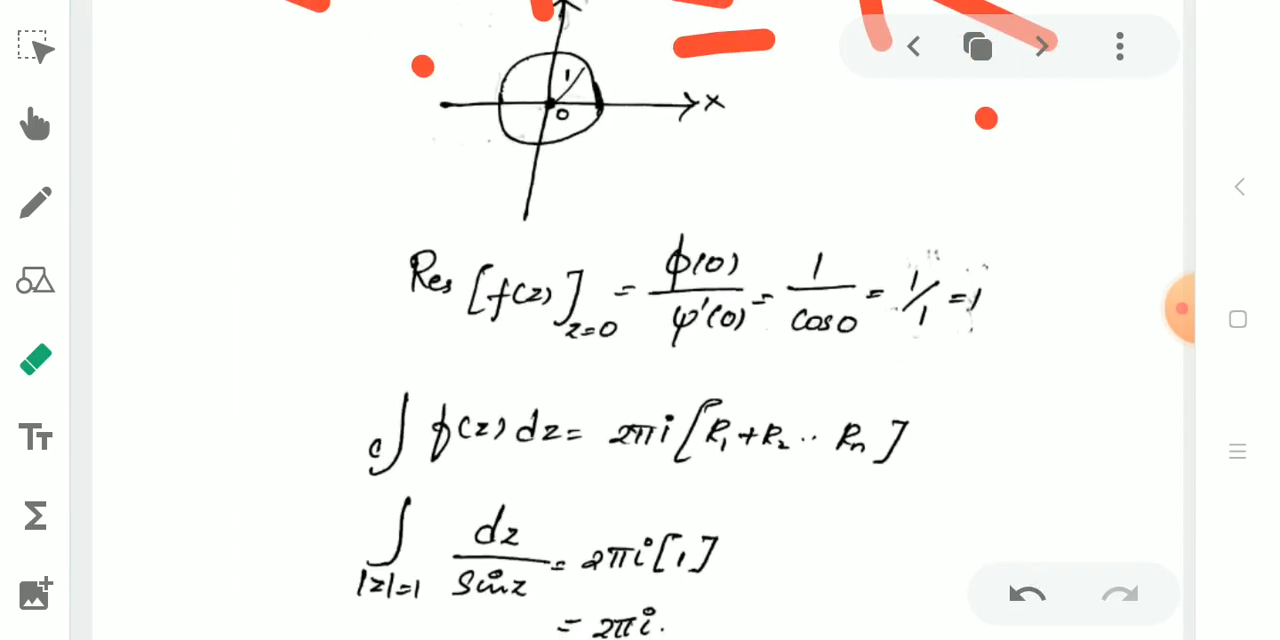 1
0 x
Res [f(z)]z=0 = ϕ(0)/ψ'(0) = 1/cos0 = 1/1 = 1
c∫ f(z) dz = 2πi [R₁+R₂.. Rn]
∫|z|=1 dz/Sinz = 2πi[1]
= 2πi.
Tт
Σ